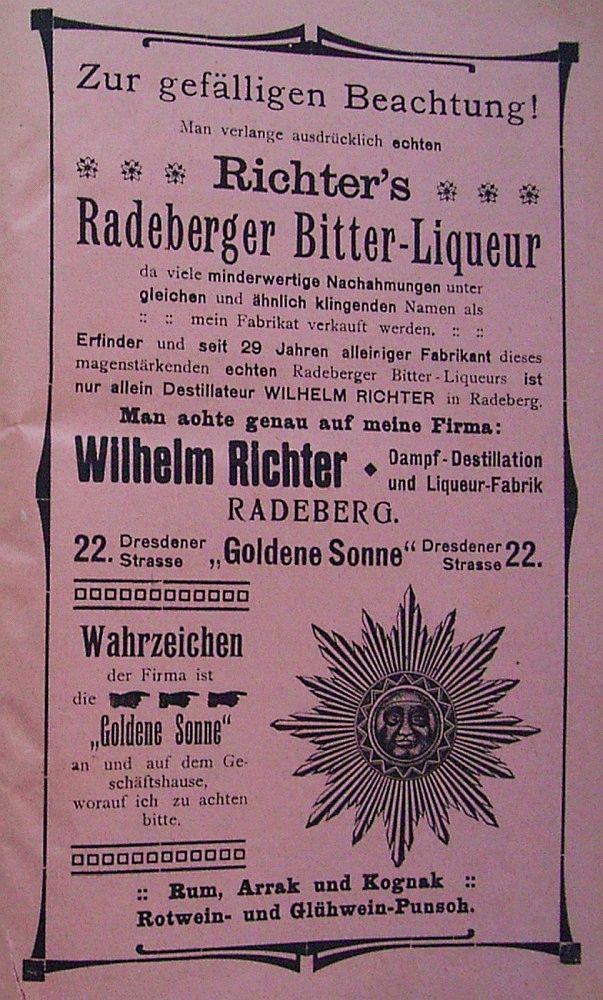 Zur gefälligen Beachtung!
Man verlange ausdrücklich echten
Richter's
Radeberger Bitter-Liqueur
da viele minderwertige Nachahmungen unter
gleichen und ähnlich klingenden Namen als
:: :: mein Fabrikat verkauft werden. :: ::
Erfinder und seit 29 Jahren alleiniger Fabrikant dieses
magenstärkenden echten Radeberger Bitter-Liqueurs ist
nur allein Destillateur WILHELM RICHTER in Radeberg.
Man achte genau auf meine Firma:
Wilhelm Richter ◆ Dampf-Destillation
und Liqueur-Fabrik
RADEBERG.
22. Dresdener Strasse „Goldene Sonne“ Dresdener Strasse 22.
Wahrzeichen
der Firma ist
die
„Goldene Sonne“
an und auf dem Ge-
schäftshause,
worauf ich zu achten
bitte.
:: Rum, Arrak und Kognak ::
Rotwein- und Glühwein-Punsch.